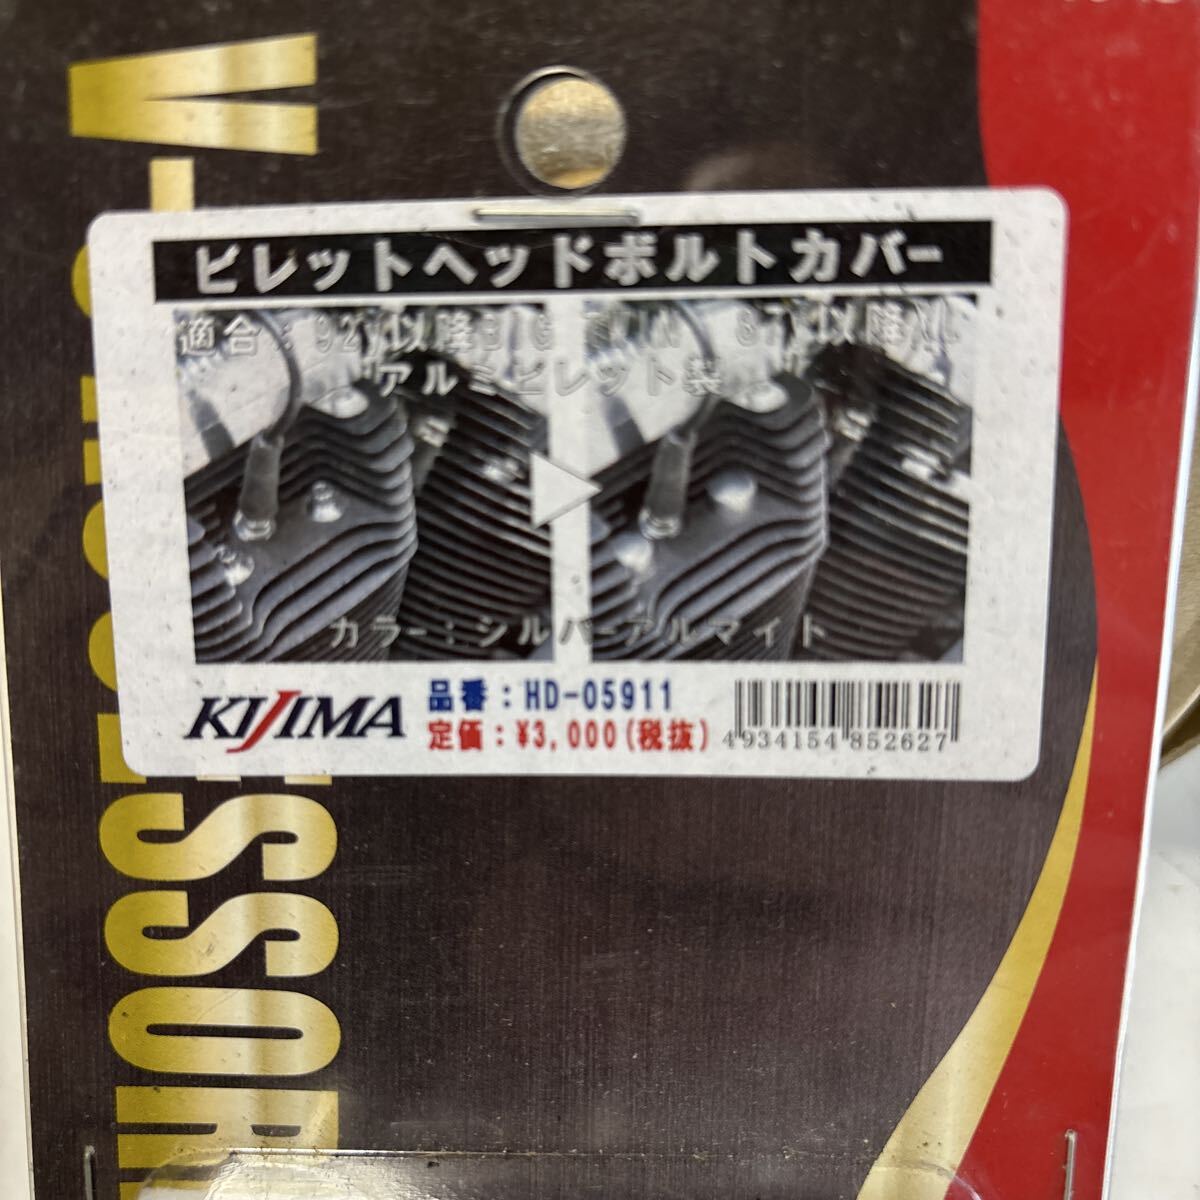 ビレットヘッドボルトカバー
適合：92y以降BIG TWIN 87y以降XL
アルミビレット製
カラー：シルバーアルマイト
KIJIMA
品番：HD-05911
定価：¥3,000(税抜)
4934154 852627